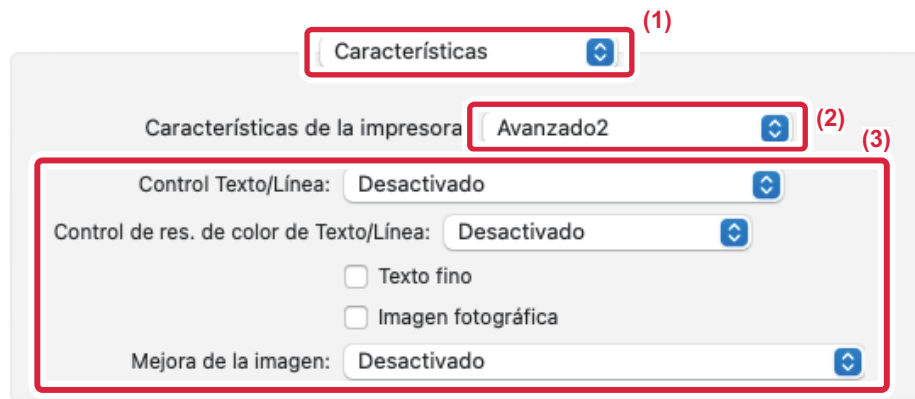 (1)
Características
Características de la impresora Avanzado2 (2)
(3)
Control Texto/Línea: Desactivado
Control de res. de color de Texto/Línea: Desactivado
Texto fino
Imagen fotográfica
Mejora de la imagen: Desactivado